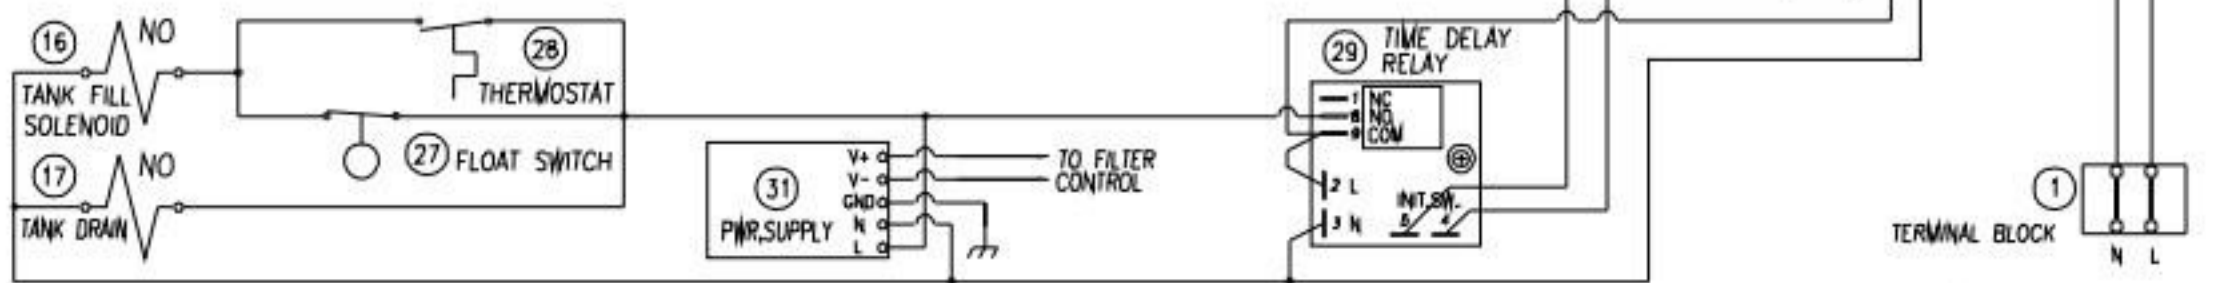 16
NO
TANK FILL
SOLENOID
28
THERMOSTAT
27 FLOAT SWITCH
17
NO
TANK DRAIN
31
PWR.SUPPLY
V+
V-
GND
N
L
TO FILTER
CONTROL
29
TIME DELAY
RELAY
1 NC
8 NO
9 COM
2 L
3 N
INIT.SW.
5 4
1
TERMINAL BLOCK
N L